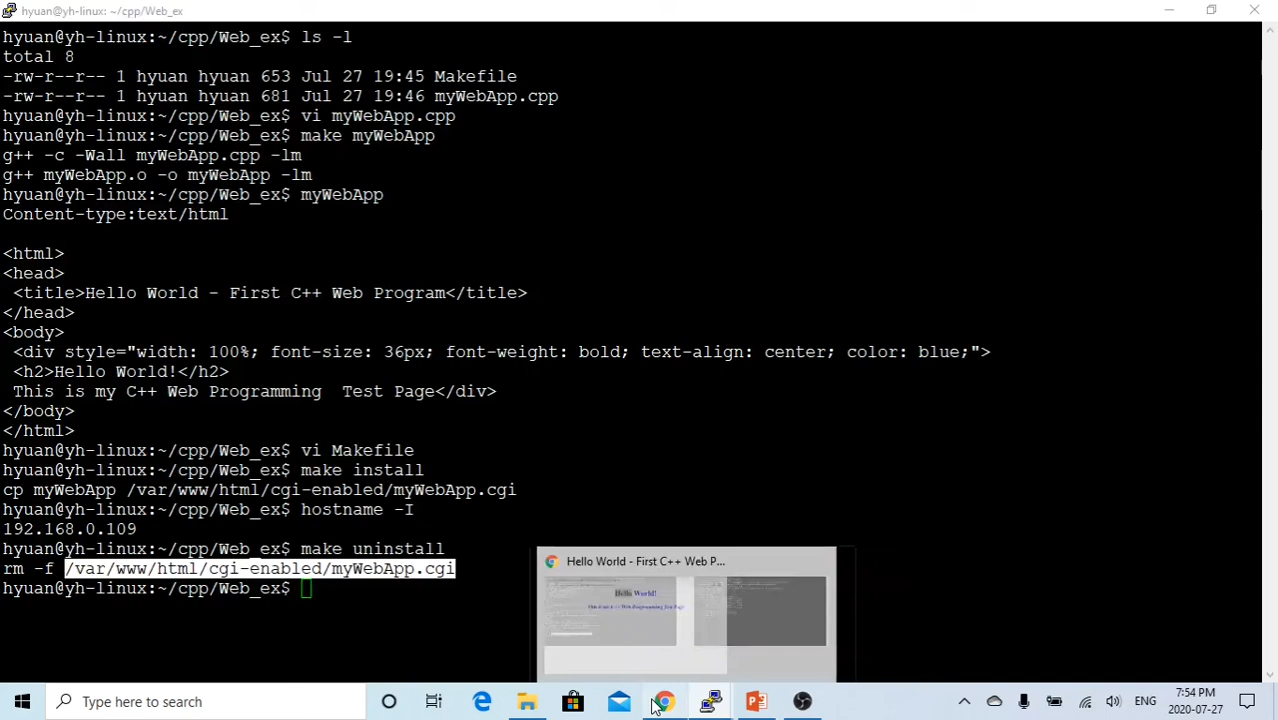 hyuan@yh-linux: ~/cpp/Web_ex
hyuan@yh-linux:~/cpp/Web_ex$ ls -l
total 8
-rw-r--r-- 1 hyuan hyuan 653 Jul 27 19:45 Makefile
-rw-r--r-- 1 hyuan hyuan 681 Jul 27 19:46 myWebApp.cpp
hyuan@yh-linux:~/cpp/Web_ex$ vi myWebApp.cpp
hyuan@yh-linux:~/cpp/Web_ex$ make myWebApp
g++ -c -Wall myWebApp.cpp -lm
g++ myWebApp.o -o myWebApp -lm
hyuan@yh-linux:~/cpp/Web_ex$ myWebApp
Content-type:text/html
<html>
<head>
 <title>Hello World - First C++ Web Program</title>
</head>
<body>
 <div style="width: 100%; font-size: 36px; font-weight: bold; text-align: center; color: blue;">
 <h2>Hello World!</h2>
 This is my C++ Web Programming  Test Page</div>
</body>
</html>
hyuan@yh-linux:~/cpp/Web_ex$ vi Makefile
hyuan@yh-linux:~/cpp/Web_ex$ make install
cp myWebApp /var/www/html/cgi-enabled/myWebApp.cgi
hyuan@yh-linux:~/cpp/Web_ex$ hostname -I
192.168.0.109
hyuan@yh-linux:~/cpp/Web_ex$ make uninstall
rm -f /var/www/html/cgi-enabled/myWebApp.cgi
hyuan@yh-linux:~/cpp/Web_ex$
Hello World - First C++ Web P...
Hello World!
This is my C++ Web Programming Test Page
Type here to search
ENG
7:54 PM
2020-07-27